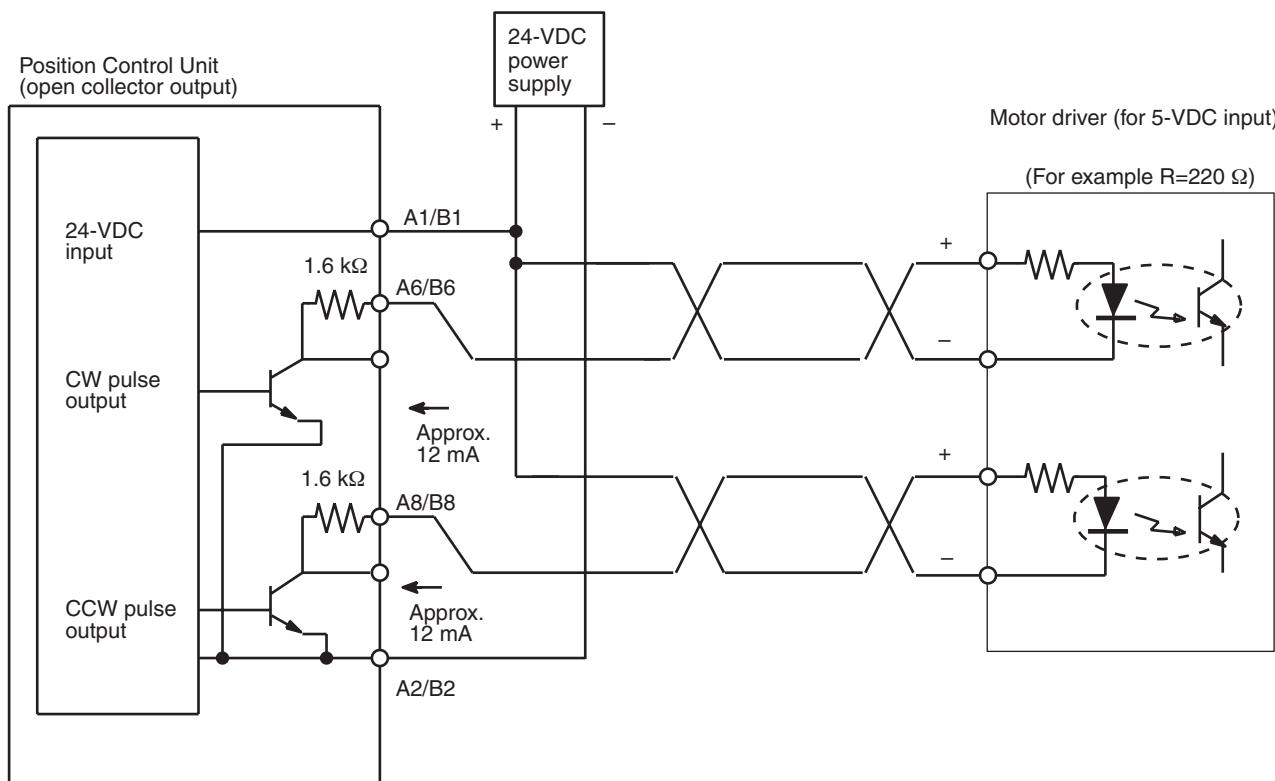 24-VDC
power
supply
Position Control Unit
(open collector output)
+
–
Motor driver (for 5-VDC input)
(For example R=220 Ω)
24-VDC
input
A1/B1
1.6 kΩ
A6/B6
+
–
CW pulse
output
Approx.
12 mA
1.6 kΩ
A8/B8
+
–
CCW pulse
output
Approx.
12 mA
A2/B2